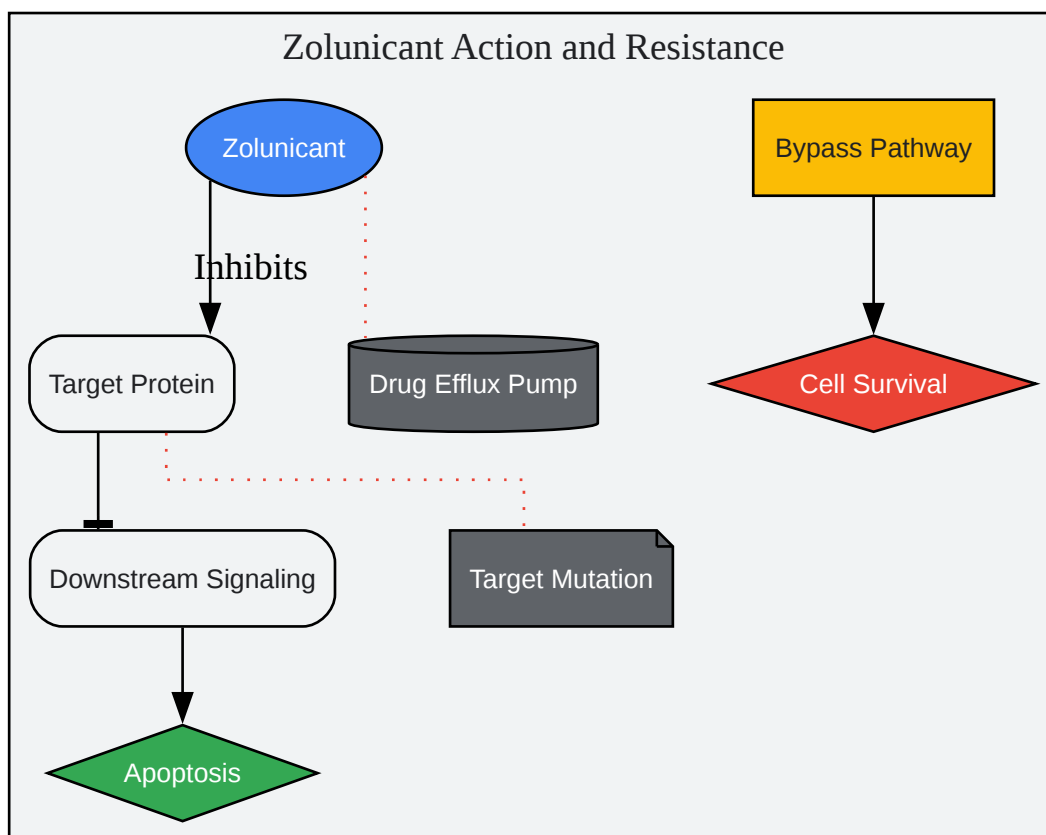 Zolunicant Action and Resistance
Zolunicant
Bypass Pathway
Inhibits
Target Protein
Drug Efflux Pump
Cell Survival
Downstream Signaling
Target Mutation
Apoptosis